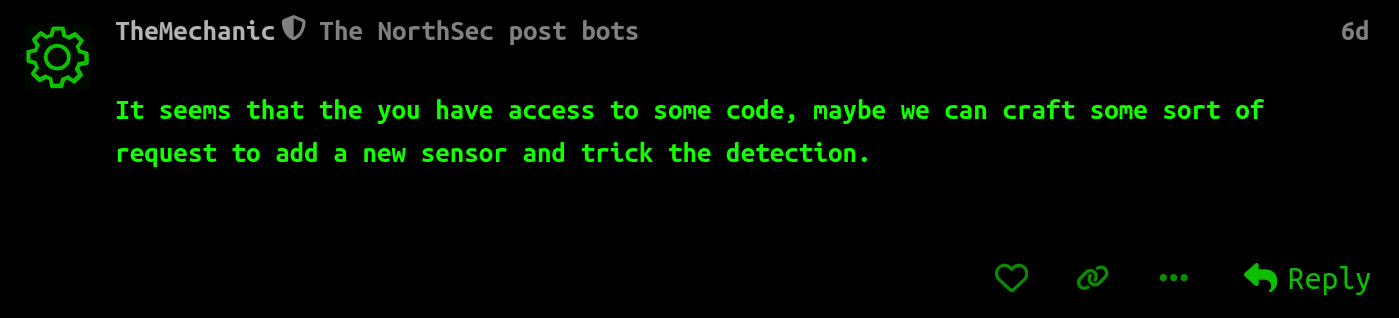 TheMechanic The NorthSec post bots 6d
It seems that the you have access to some code, maybe we can craft some sort of
request to add a new sensor and trick the detection.
Reply